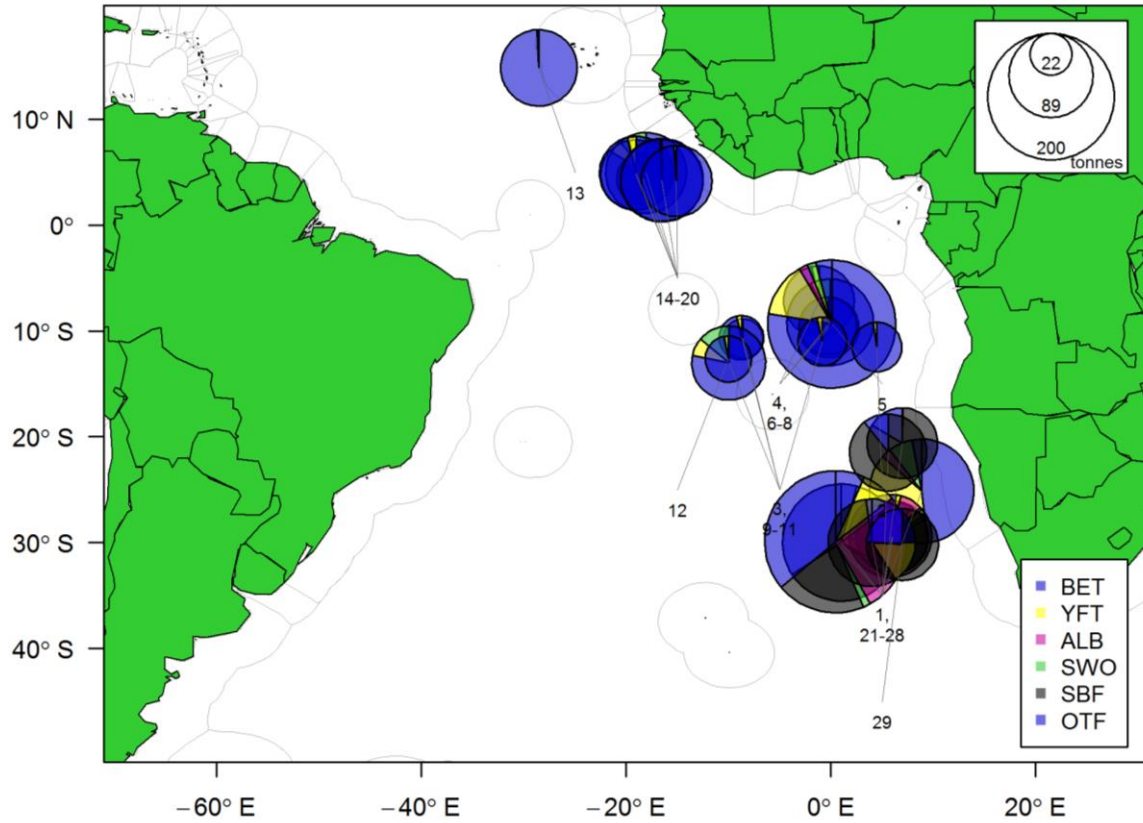 22
89
200
tonnes
10° N
13
0°
14-20
10° S
4,
6-8
5
20° S
12
3,
9-11
2
30° S
BET
YFT
ALB
SWO
SBF
OTF
1,
21-28
40° S
29
−60° E
−40° E
−20° E
0° E
20° E